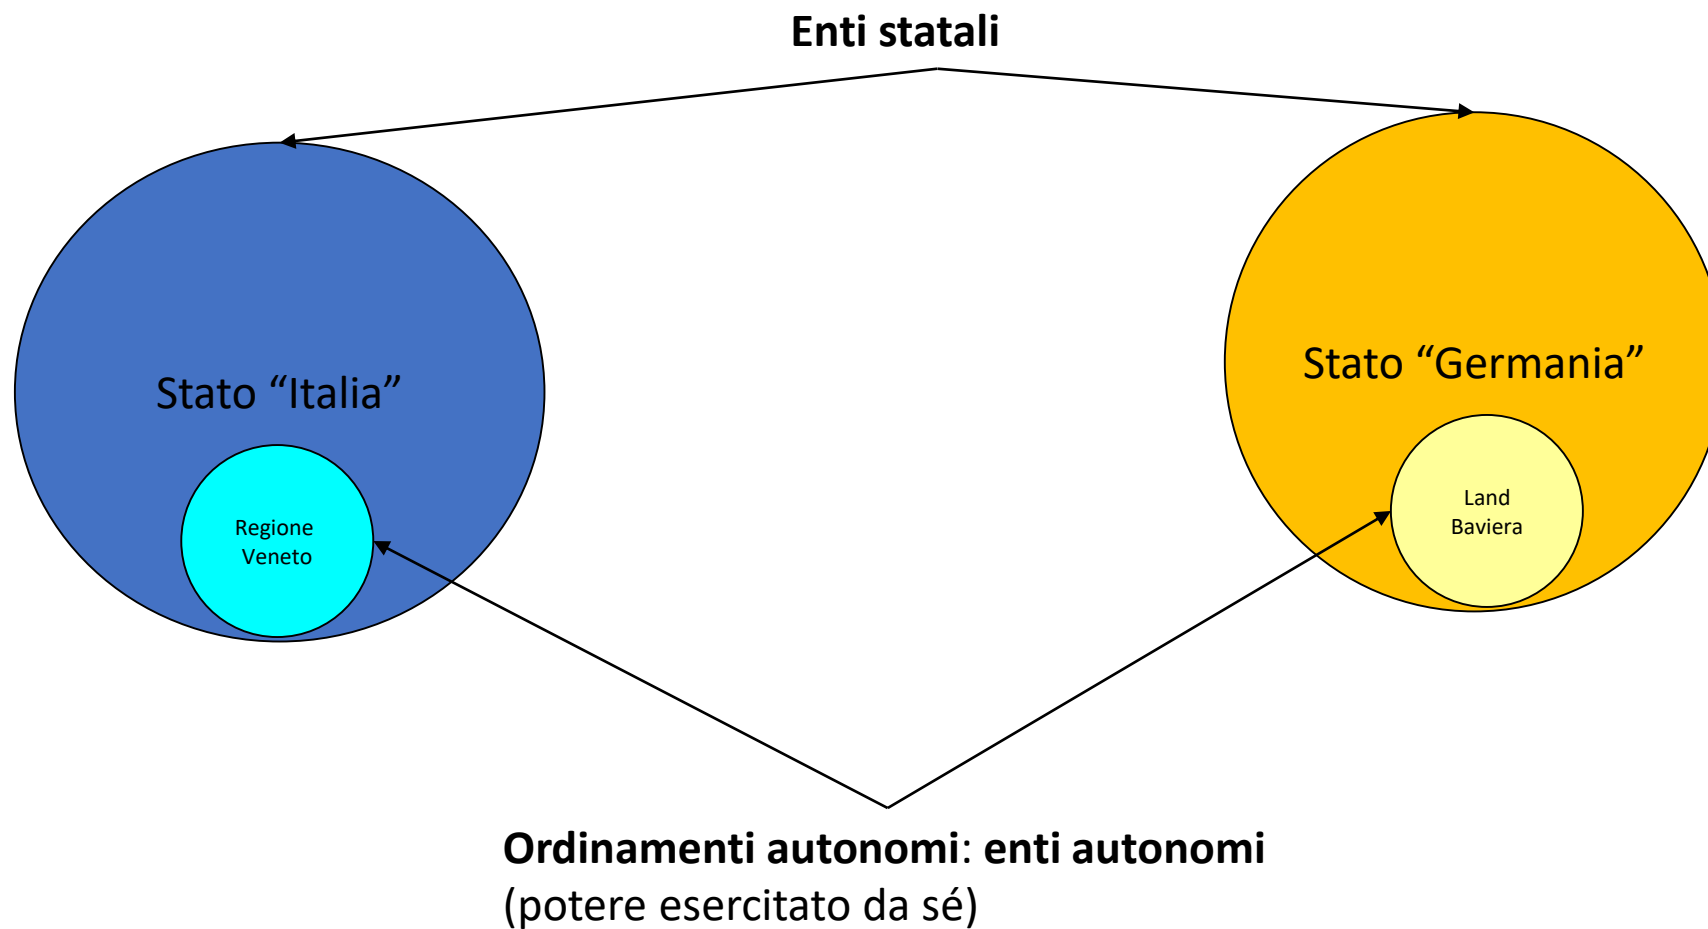 Enti statali
Stato “Italia”
Stato “Germania”
Regione
Veneto
Land
Baviera
Ordinamenti autonomi: enti autonomi
(potere esercitato da sé)